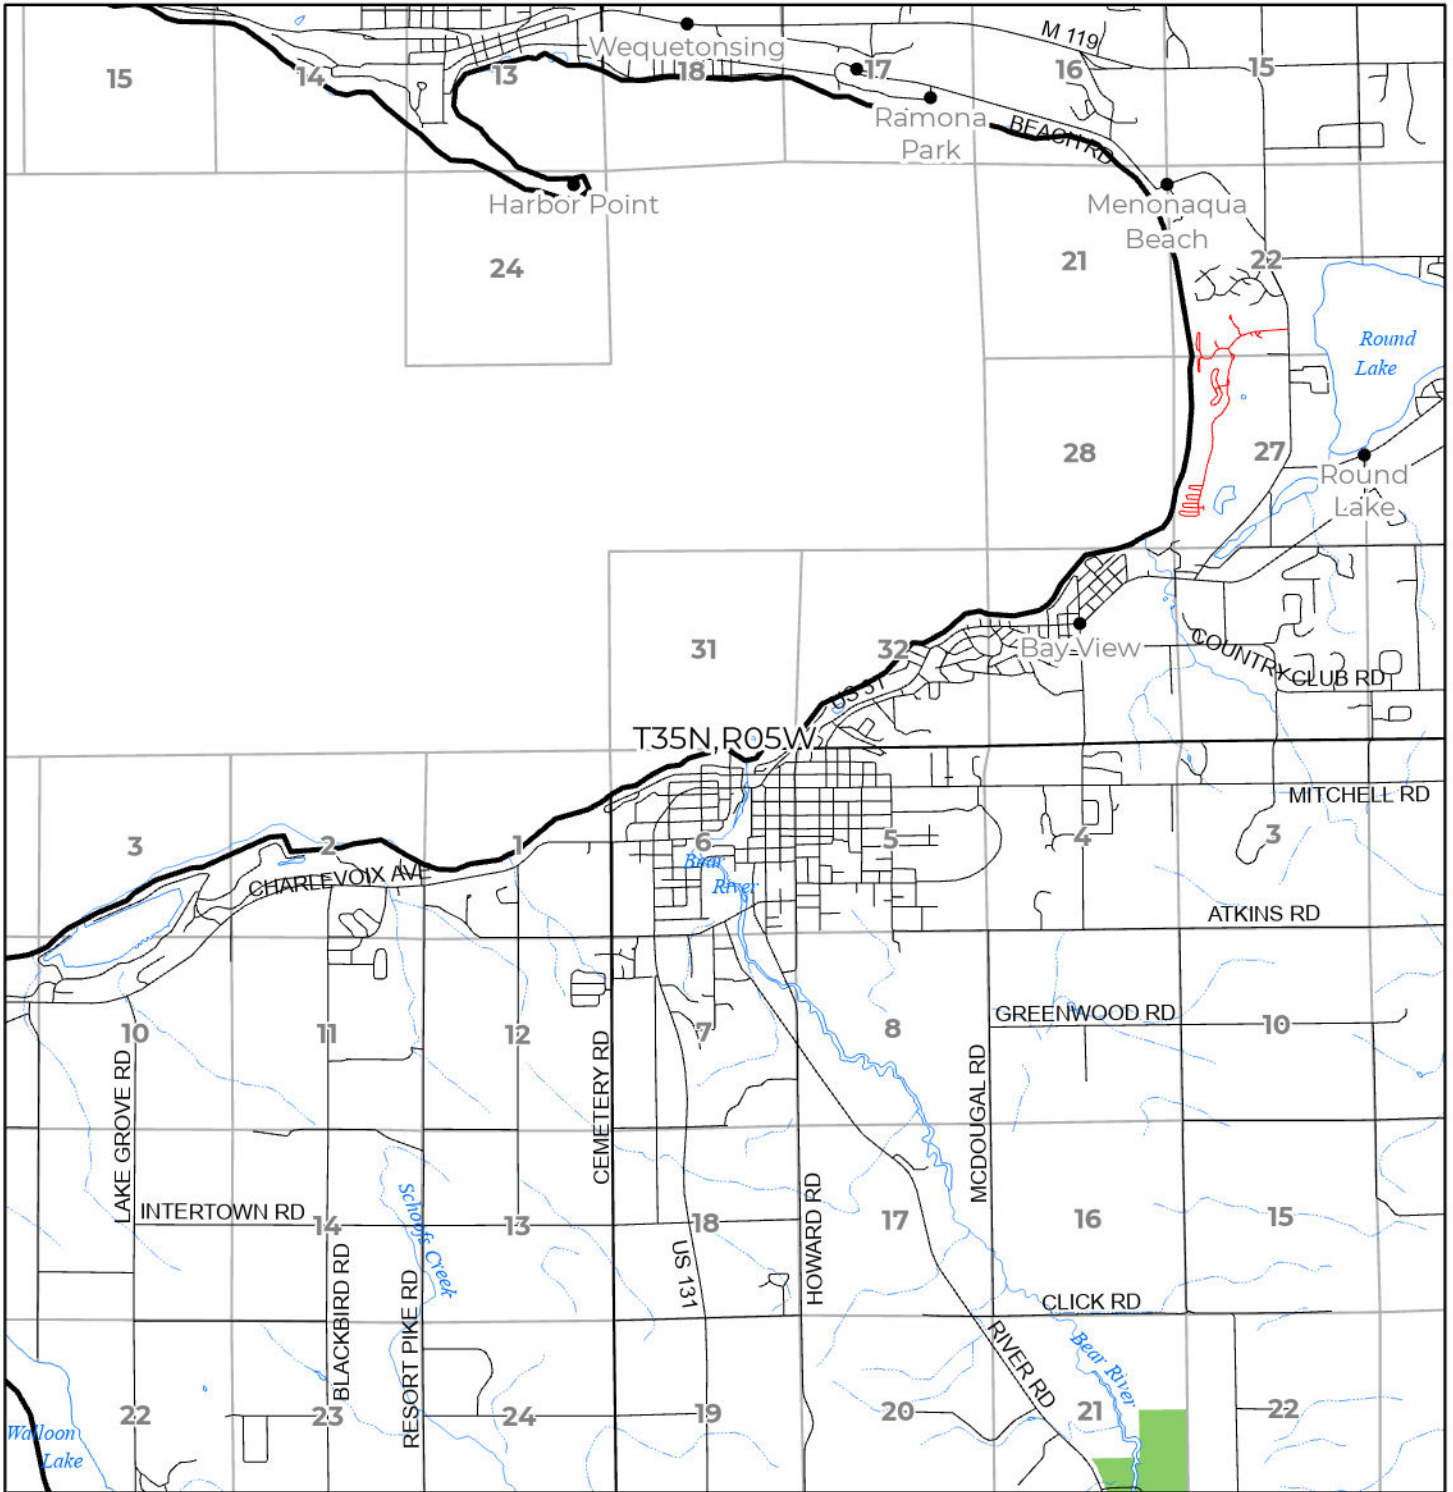 M 119
Wequetonsing
15
14
13
18
17
16
15
Ramona
Park
BEACH RD
Harbor Point
Menonaqua
Beach
24
21
22
Round
Lake
28
27
Round
Lake
31
32
Bay View
COUNTRY CLUB RD
US 31
T35N,R05W
MITCHELL RD
3
2
1
6
5
4
3
Bear
River
CHARLEVOIX AVE
ATKINS RD
GREENWOOD RD
10
11
12
7
8
10
LAKE GROVE RD
CEMETERY RD
MCDOUGAL RD
INTERTOWN RD
14
Schoofs Creek
13
18
17
16
15
HOWARD RD
US 131
BLACKBIRD RD
RESORT PIKE RD
CLICK RD
RIVER RD
Bear River
22
23
24
19
20
21
22
Walloon
Lake